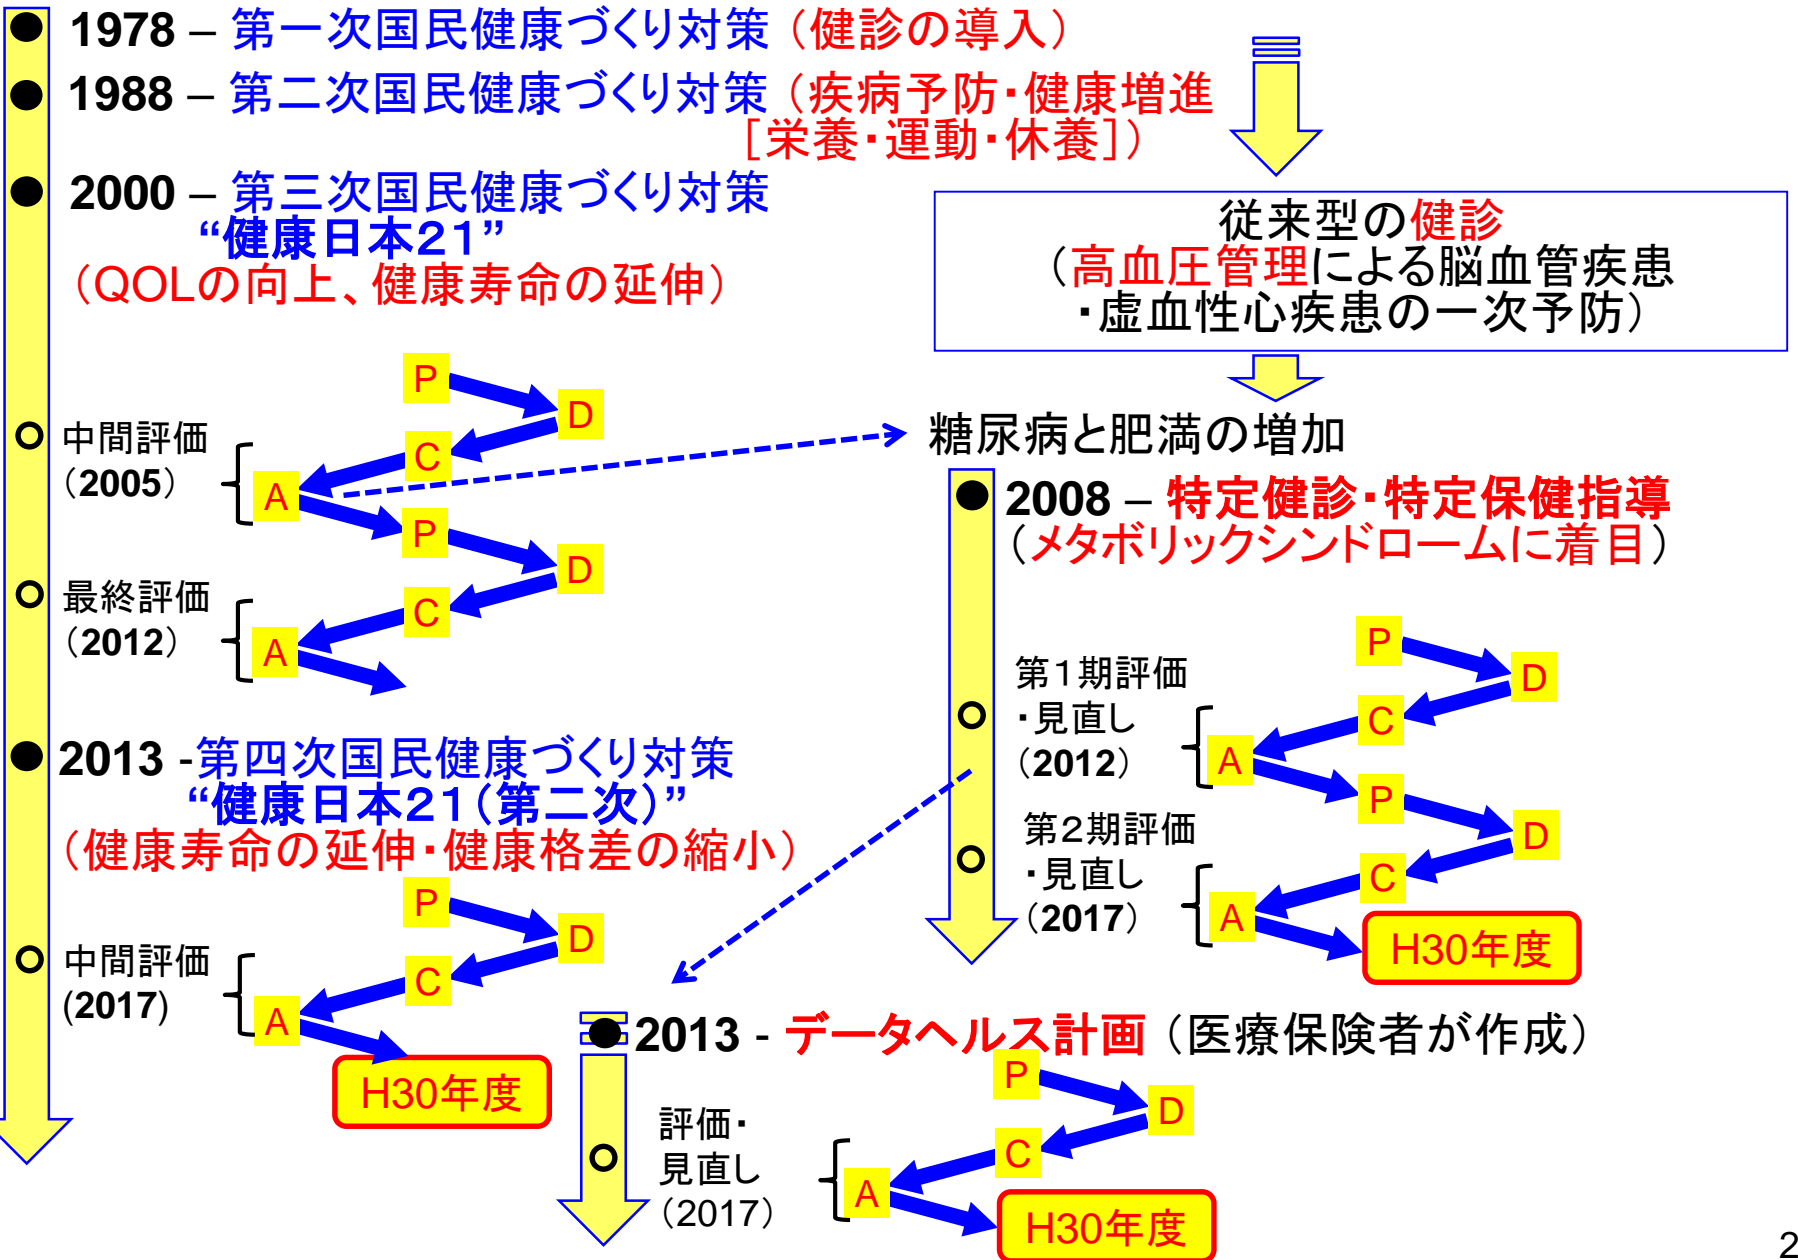 1978 – 第一次国民健康づくり対策（健診の導入）
1988 – 第二次国民健康づくり対策（疾病予防・健康増進
［栄養・運動・休養］）
2000 – 第三次国民健康づくり対策
“健康日本２１”
（QOLの向上、健康寿命の延伸）
P
D
C
A
中間評価
（2005）
P
D
C
A
最終評価
（2012）
2013 -第四次国民健康づくり対策
“健康日本２１（第二次）”
（健康寿命の延伸・健康格差の縮小）
P
D
C
A
中間評価
(2017)
H30年度
従来型の健診
（高血圧管理による脳血管疾患
・虚血性心疾患の一次予防）
糖尿病と肥満の増加
2008 – 特定健診・特定保健指導
（メタボリックシンドロームに着目）
P
D
C
A
第１期評価
・見直し
（2012）
P
D
C
A
第２期評価
・見直し
（2017）
H30年度
2013 - データヘルス計画（医療保険者が作成）
P
D
C
A
評価・
見直し
（2017）
H30年度
2